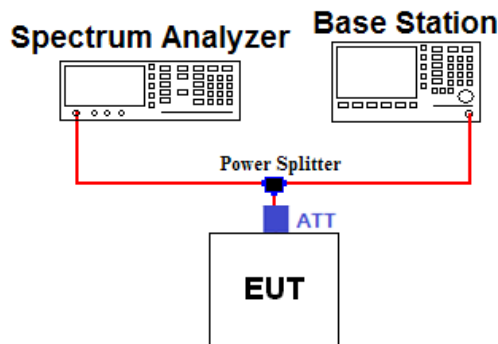 Spectrum Analyzer
Base Station
Power Splitter
ATT
EUT